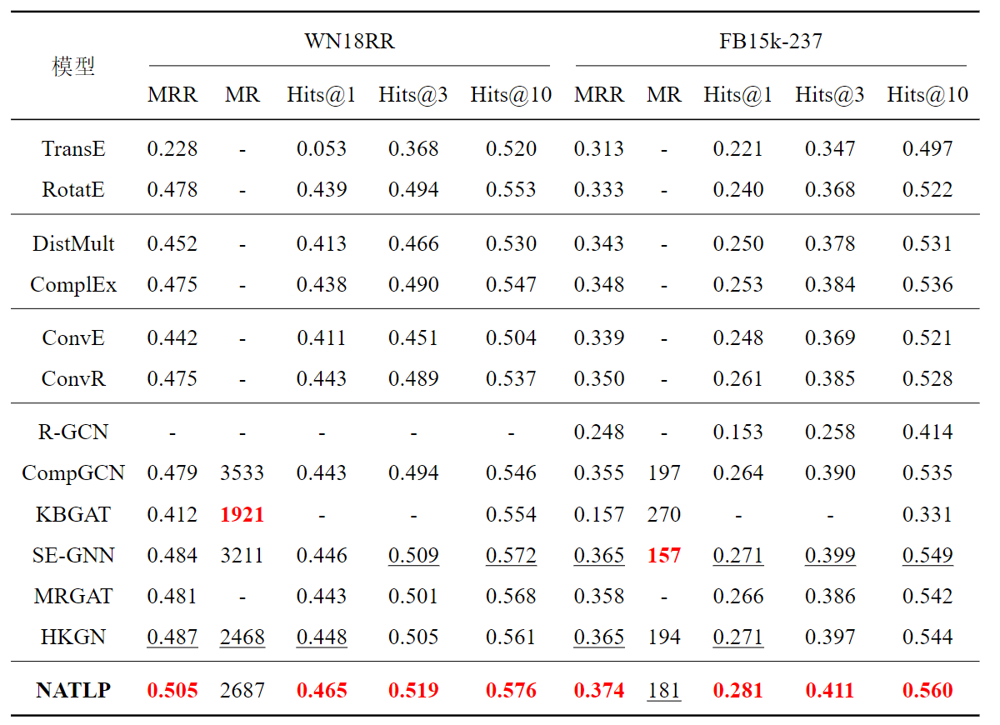 模型 WN18RR FB15k-237
MRR MR Hits@1 Hits@3 Hits@10 MRR MR Hits@1 Hits@3 Hits@10
TransE 0.228 - 0.053 0.368 0.520 0.313 - 0.221 0.347 0.497
RotatE 0.478 - 0.439 0.494 0.553 0.333 - 0.240 0.368 0.522
DistMult 0.452 - 0.413 0.466 0.530 0.343 - 0.250 0.378 0.531
ComplEx 0.475 - 0.438 0.490 0.547 0.348 - 0.253 0.384 0.536
ConvE 0.442 - 0.411 0.451 0.504 0.339 - 0.248 0.369 0.521
ConvR 0.475 - 0.443 0.489 0.537 0.350 - 0.261 0.385 0.528
R-GCN - - - - - 0.248 - 0.153 0.258 0.414
CompGCN 0.479 3533 0.443 0.494 0.546 0.355 197 0.264 0.390 0.535
KBGAT 0.412 1921 - - 0.554 0.157 270 - - 0.331
SE-GNN 0.484 3211 0.446 0.509 0.572 0.365 157 0.271 0.399 0.549
MRGAT 0.481 - 0.443 0.501 0.568 0.358 - 0.266 0.386 0.542
HKGN 0.487 2468 0.448 0.505 0.561 0.365 194 0.271 0.397 0.544
NATLP 0.505 2687 0.465 0.519 0.576 0.374 181 0.281 0.411 0.560